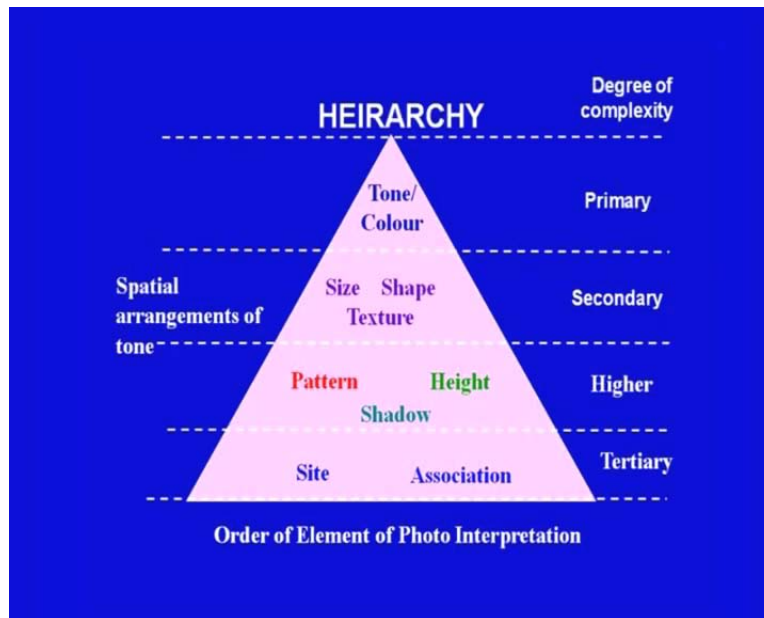 Degree of
complexity
HEIRARCHY
Tone/
Colour
Primary
Spatial
arrangements of
tone
Size Shape
Texture
Secondary
Pattern Height
Shadow
Higher
Site Association
Tertiary
Order of Element of Photo Interpretation